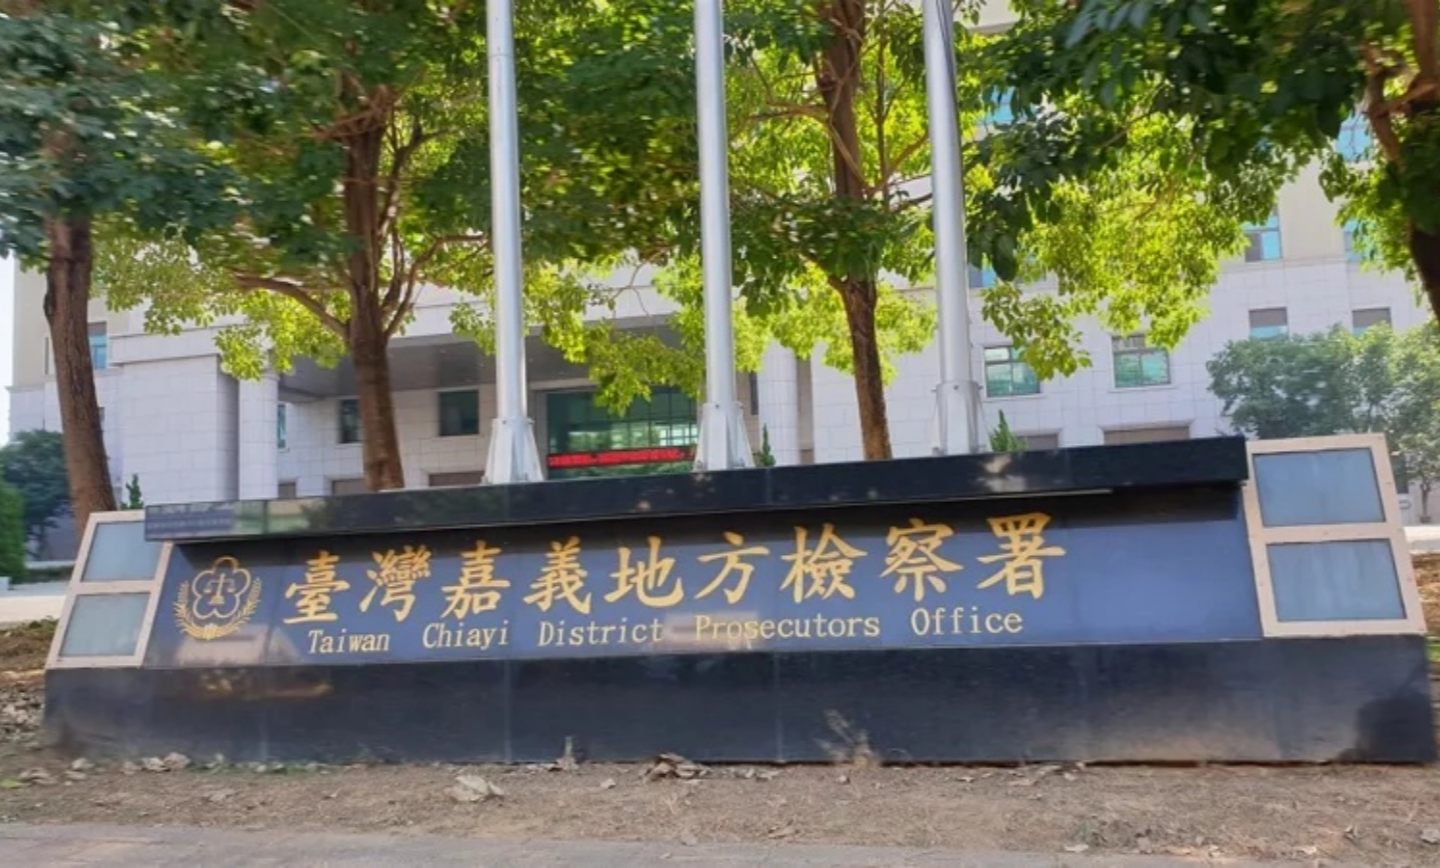 臺灣嘉義地方檢察署
Taiwan Chiayi District Prosecutors Office